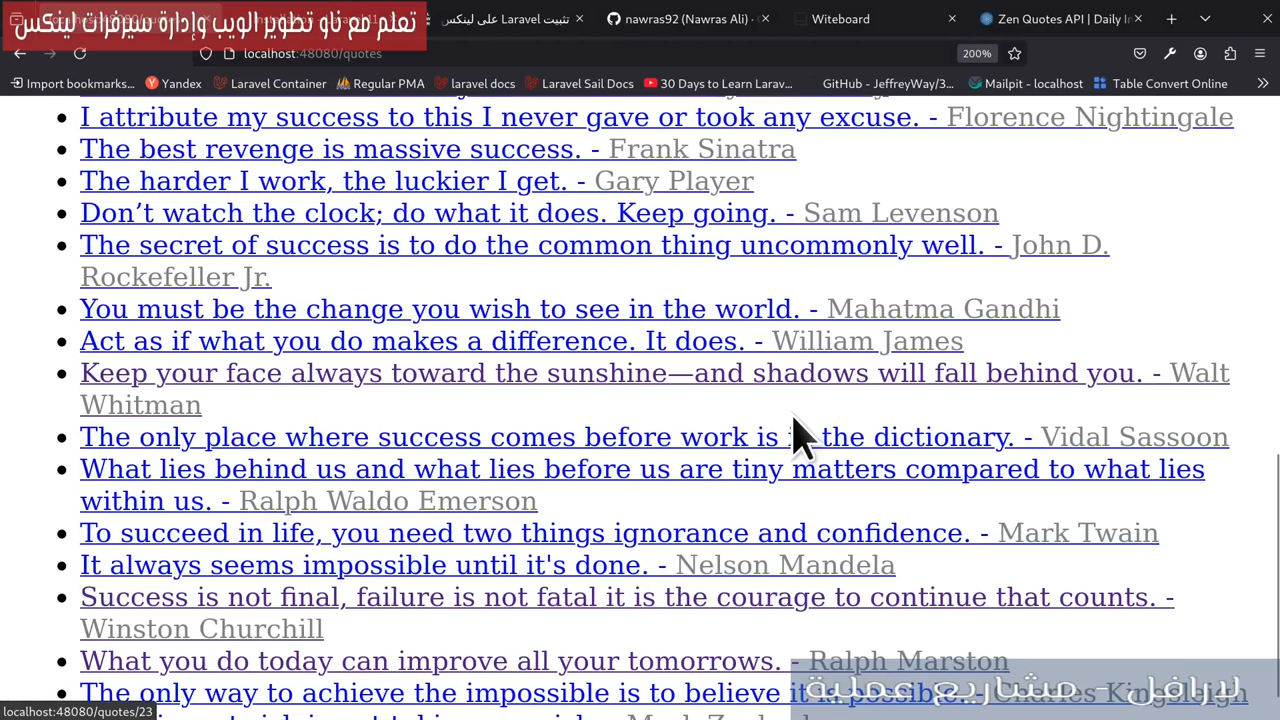 تعلم مع ناو تطوير الويب وإدارة سيرفرات لينكس
تثبيت Laravel على لينكس
nawras92 (Nawras Ali) ·
Witeboard
Zen Quotes API | Daily In
localhost:48080/quotes
200%
Import bookmarks...
Yandex
Laravel Container
Regular PMA
laravel docs
Laravel Sail Docs
30 Days to Learn Larav...
GitHub - JeffreyWay/3...
Mailpit - localhost
Table Convert Online
I attribute my success to this I never gave or took any excuse. - Florence Nightingale
The best revenge is massive success. - Frank Sinatra
The harder I work, the luckier I get. - Gary Player
Don’t watch the clock; do what it does. Keep going. - Sam Levenson
The secret of success is to do the common thing uncommonly well. - John D.
Rockefeller Jr.
You must be the change you wish to see in the world. - Mahatma Gandhi
Act as if what you do makes a difference. It does. - William James
Keep your face always toward the sunshine—and shadows will fall behind you. - Walt
Whitman
The only place where success comes before work is in the dictionary. - Vidal Sassoon
What lies behind us and what lies before us are tiny matters compared to what lies
within us. - Ralph Waldo Emerson
To succeed in life, you need two things ignorance and confidence. - Mark Twain
It always seems impossible until it's done. - Nelson Mandela
Success is not final, failure is not fatal it is the courage to continue that counts. -
Winston Churchill
What you do today can improve all your tomorrows. - Ralph Marston
The only way to achieve the impossible is to believe it is possible. - Charles Kingsleigh
لارافل - مشاريع عملية
localhost:48080/quotes/23